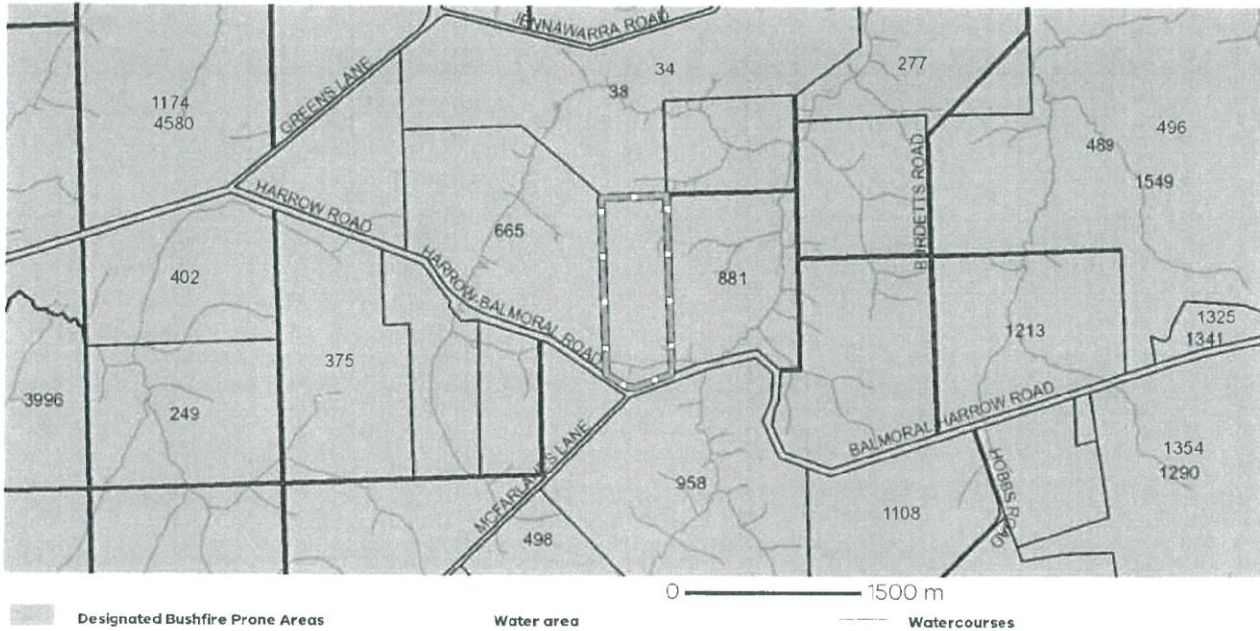 JENNAWARRA ROAD
34
38
277
1174
4580
GREENS LANE
496
489
1549
HARROW ROAD
BURDETTS ROAD
665
402
881
HARROW-BALMORAL ROAD
1325
1341
1213
375
3996
249
BALMORAL-HARROW ROAD
1354
1290
MCFARLANES LANE
958
HOBBS ROAD
1108
498
0 1500 m
Designated Bushfire Prone Areas Water area Watercourses